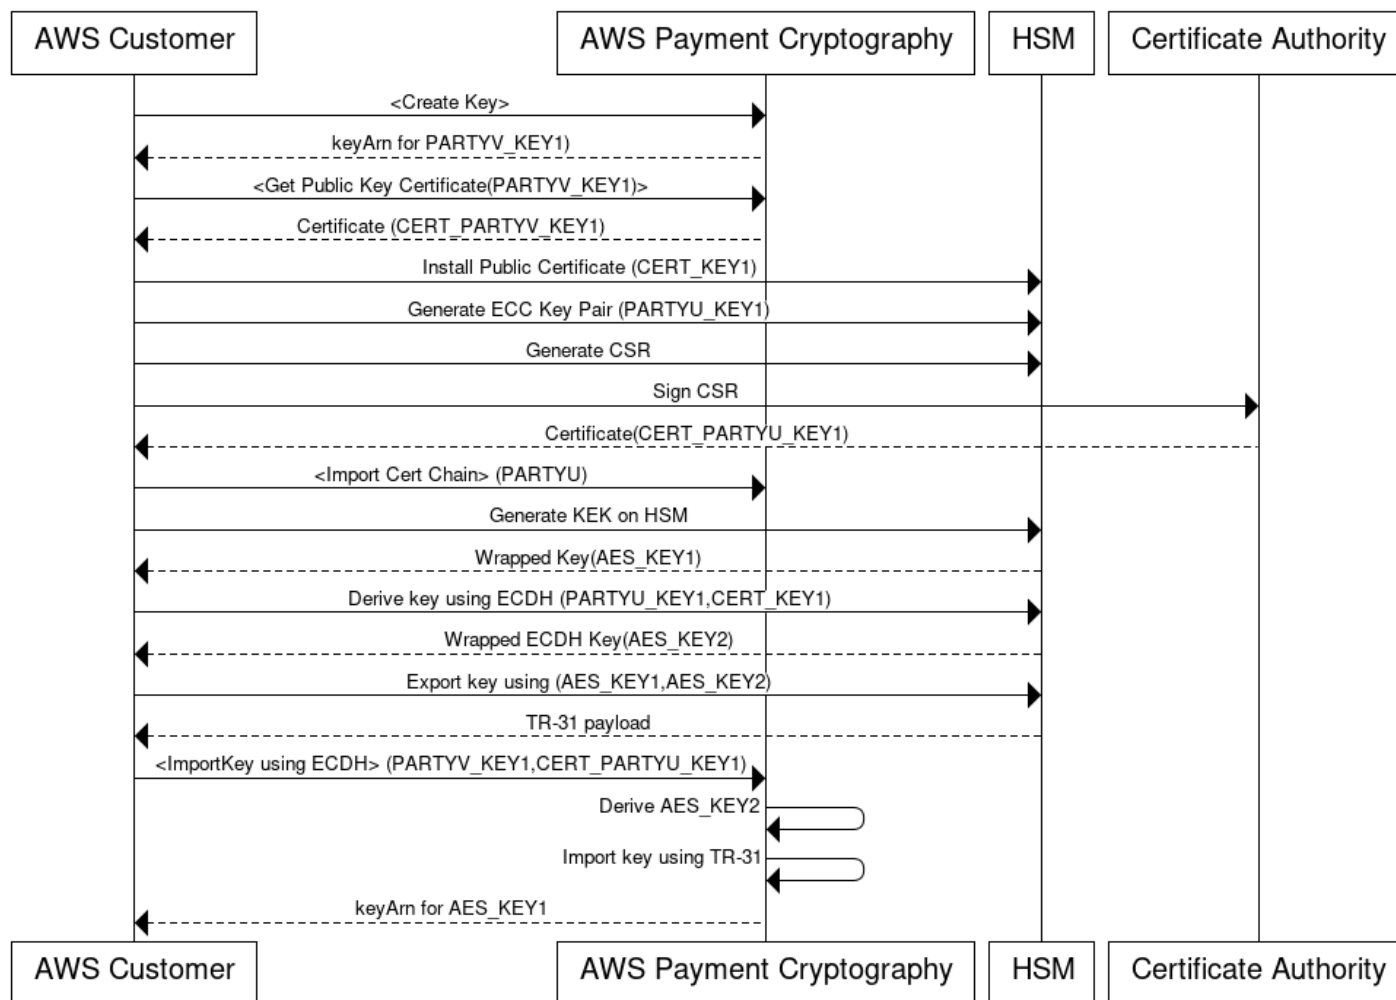 AWS Customer
AWS Payment Cryptography
HSM
Certificate Authority
<Create Key>
keyArn for PARTYV_KEY1)
<Get Public Key Certificate(PARTYV_KEY1)>
Certificate (CERT_PARTYV_KEY1)
Install Public Certificate (CERT_KEY1)
Generate ECC Key Pair (PARTYU_KEY1)
Generate CSR
Sign CSR
Certificate(CERT_PARTYU_KEY1)
<Import Cert Chain> (PARTYU)
Generate KEK on HSM
Wrapped Key(AES_KEY1)
Derive key using ECDH (PARTYU_KEY1,CERT_KEY1)
Wrapped ECDH Key(AES_KEY2)
Export key using (AES_KEY1,AES_KEY2)
TR-31 payload
<ImportKey using ECDH> (PARTYV_KEY1,CERT_PARTYU_KEY1)
Derive AES_KEY2
Import key using TR-31
keyArn for AES_KEY1
AWS Customer
AWS Payment Cryptography
HSM
Certificate Authority